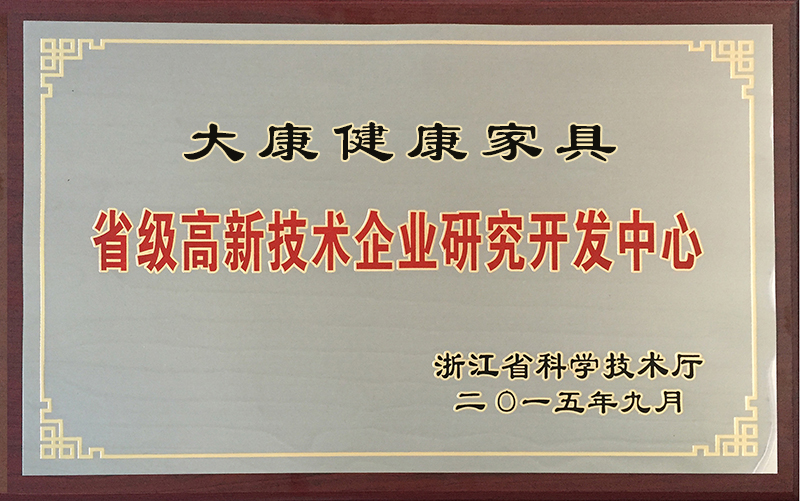 大康健康家具
省级高新技术企业研究开发中心
浙江省科学技术厅
二〇一五年九月